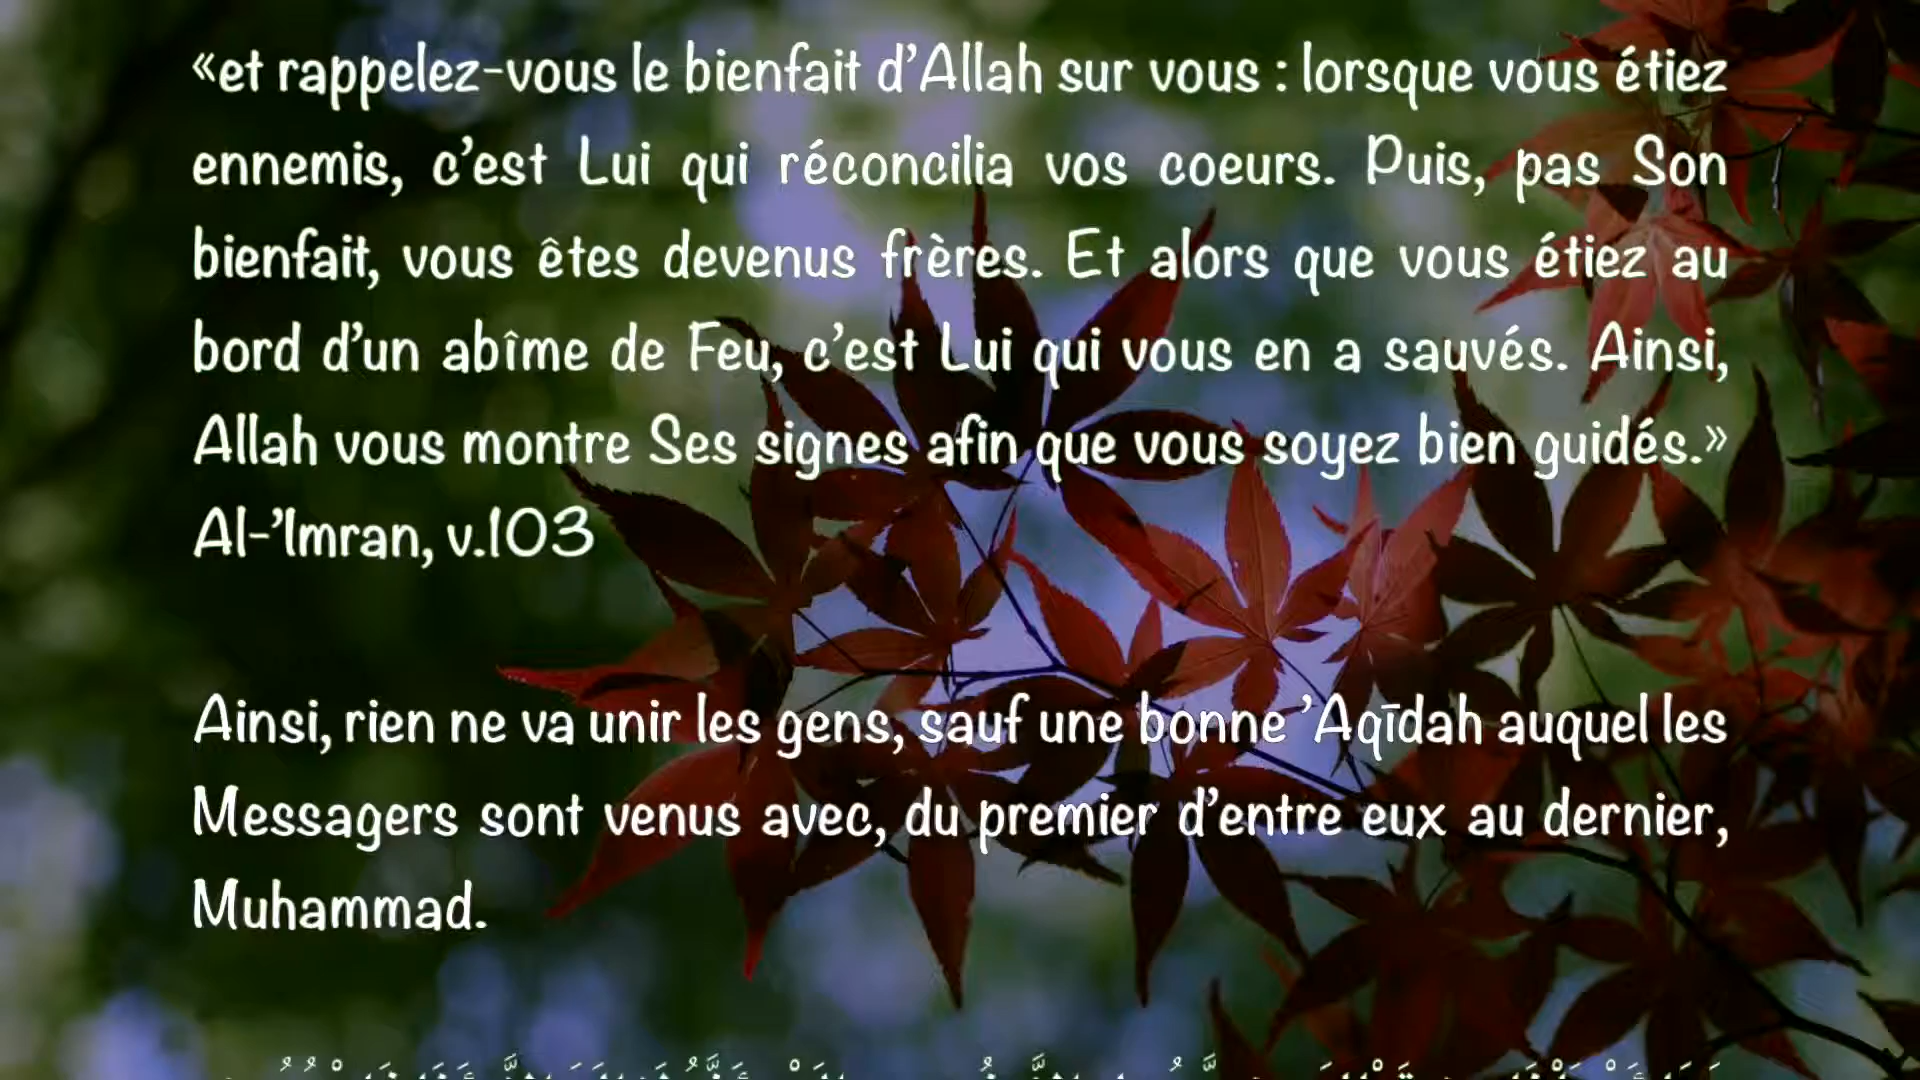 «et rappelez-vous le bienfait d’Allah sur vous : lorsque vous étiez
ennemis, c’est Lui qui réconcilia vos coeurs. Puis, pas Son
bienfait, vous êtes devenus frères. Et alors que vous étiez au
bord d’un abîme de Feu, c’est Lui qui vous en a sauvés. Ainsi,
Allah vous montre Ses signes afin que vous soyez bien guidés.»
Al-’Imran, v.103
Ainsi, rien ne va unir les gens, sauf une bonne ’Aqīdah auquel les
Messagers sont venus avec, du premier d’entre eux au dernier,
Muhammad.